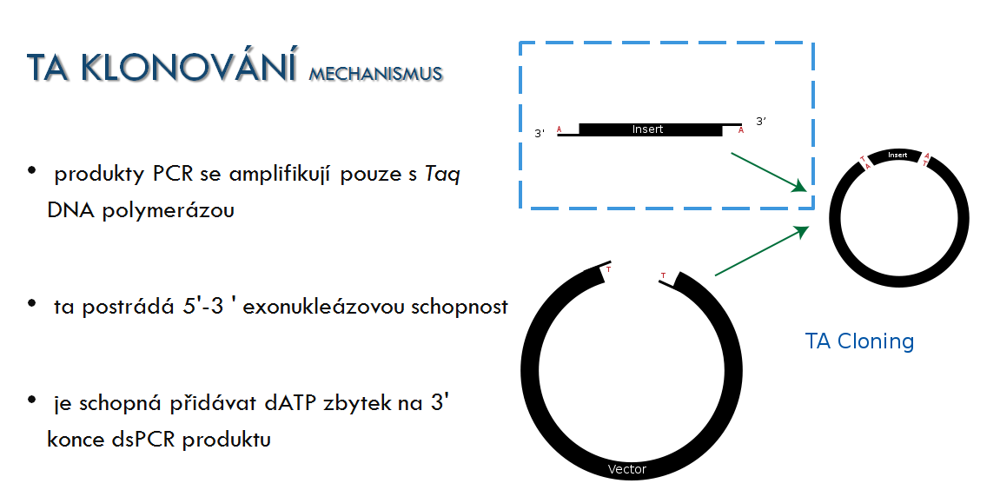 TA KLONOVÁNÍ MECHANISMUS
• produkty PCR se amplifikují pouze s Taq
DNA polymerázou
• ta postrádá 5'-3 ' exonukleázovou schopnost
• je schopná přidávat dATP zbytek na 3'
konce dsPCR produktu
3' A Insert A 3'
T T
Vector
T A Insert A T
TA Cloning